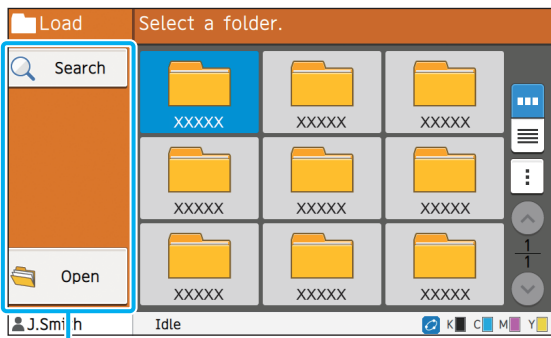 Load
Select a folder.
Search
XXXXX
XXXXX
XXXXX
XXXXX
XXXXX
XXXXX
Open
XXXXX
XXXXX
XXXXX
1
1
J.Smith
Idle
K C M Y